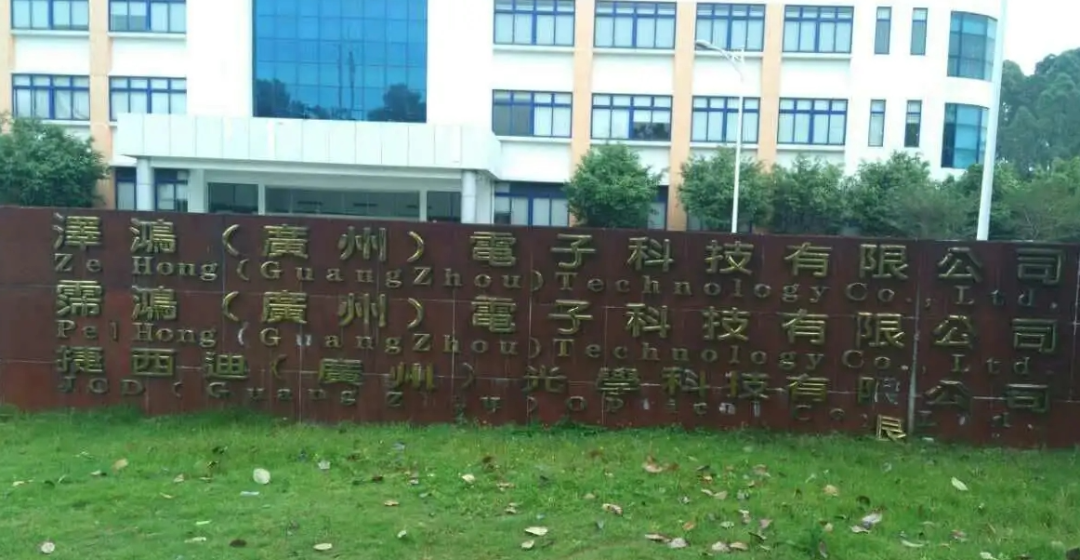 澤鴻(廣州)電子科技有限公司
Ze Hong(GuangZhou)Technology Co., Ltd.
霈鴻(廣州)電子科技有限公司
Pei Hong(GuangZhou)Technology Co., Ltd
捷西迪(廣州)光學科技有限公司
JCD(Guang